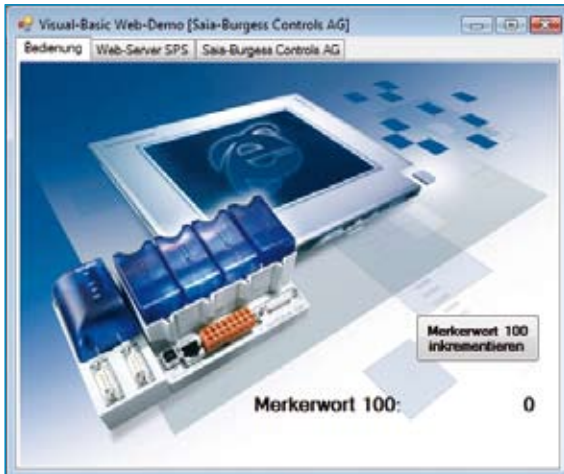 Visual-Basic Web-Demo [Saia-Burgess Controls AG]
Bedienung Web-Server SPS Saia-Burgess Controls AG
Merkerwort 100
inkrementieren
Merkerwort 100: 0